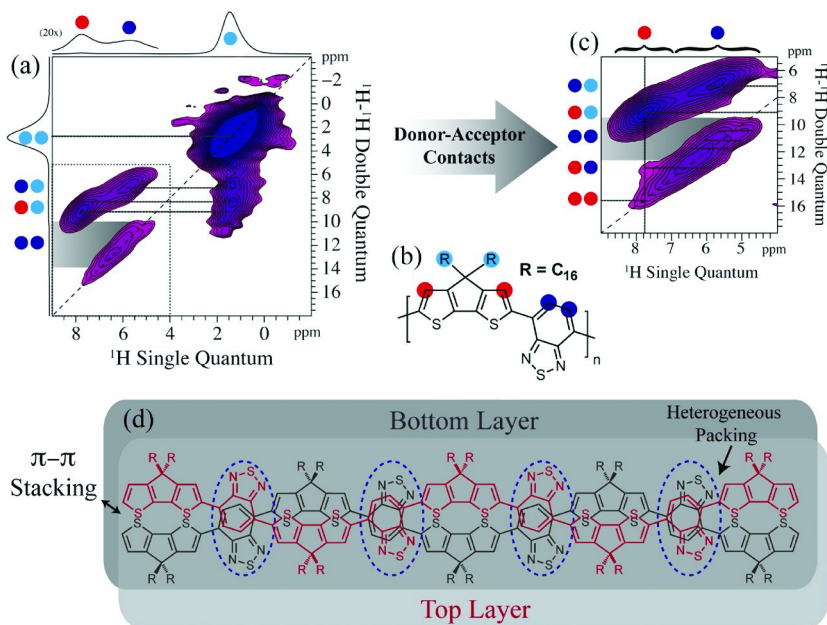 (20x)
(a)
ppm
-2
0
2
4
6
8
10
12
14
16
¹H-¹H Double Quantum
8
6
4
2
0
ppm
¹H Single Quantum
Donor-Acceptor
Contacts
(c)
ppm
6
8
10
12
14
16
¹H-¹H Double Quantum
8
7
6
5
ppm
¹H Single Quantum
(b)
R
R
R = C₁₆
S
S
N
N
S
n
(d)
Bottom Layer
Heterogeneous
Packing
π–π
Stacking
R R
N S N
R R
N S N
R R
N S N
R R
N S N
R R
S S S S S S S S S S
R R
N S N
R R
N S N
R R
N S N
R R
N S N
R R
Top Layer